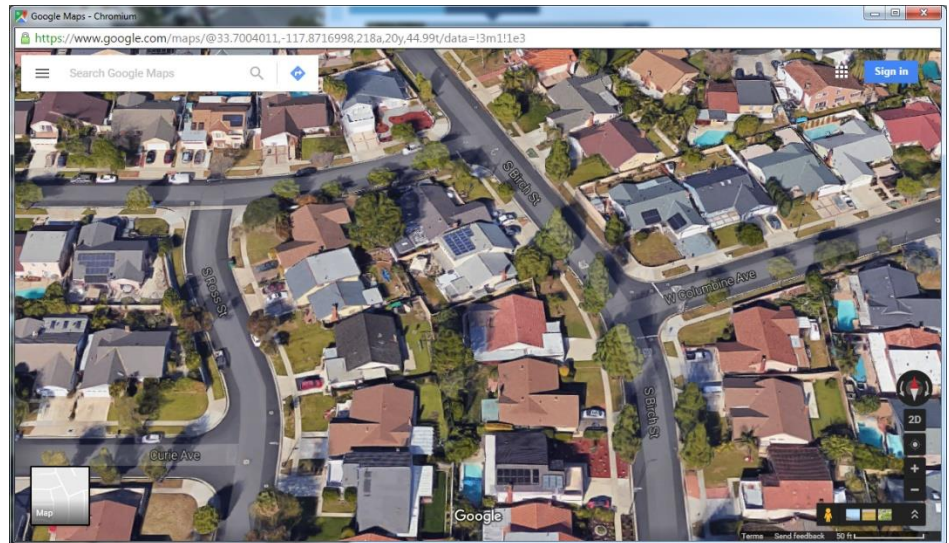 Google Maps - Chromium
https://www.google.com/maps/@33.7004011,-117.8716998,218a,20y,44.99t/data=!3m1!1e3
Search Google Maps
Sign in
S Birch St
S Ross St
W Columbine Ave
S Birch St
2D
Curie Ave
Map
Google
Terms Send feedback 50 ft